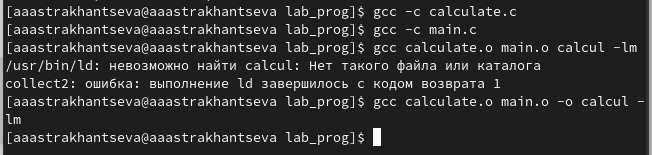 [aaastrakhantseva@aaastrakhantseva lab_prog]$ gcc -c calculate.c
[aaastrakhantseva@aaastrakhantseva lab_prog]$ gcc -c main.c
[aaastrakhantseva@aaastrakhantseva lab_prog]$ gcc calculate.o main.o calcul -lm
/usr/bin/ld: невозможно найти calcul: Нет такого файла или каталога
collect2: ошибка: выполнение ld завершилось с кодом возврата 1
[aaastrakhantseva@aaastrakhantseva lab_prog]$ gcc calculate.o main.o -o calcul -
lm
[aaastrakhantseva@aaastrakhantseva lab_prog]$